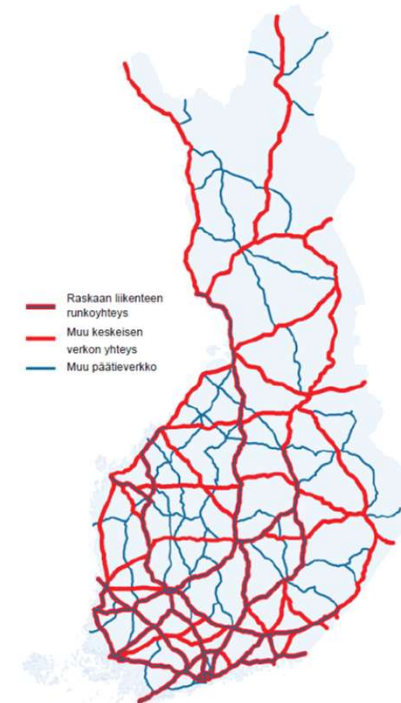 Raskaan liikenteen
runkoyhteys
Muu keskeisen
verkon yhteys
Muu päätieverkko